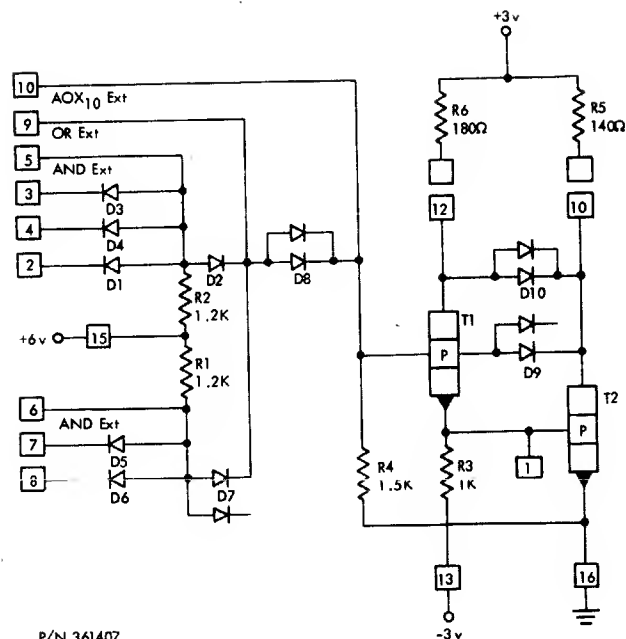 +3 v
R6
180Ω
R5
140Ω
10
AOX10 Ext
9
OR Ext
5
AND Ext
3
D3
4
D4
2
D1
D2
D8
12
10
D10
R2
1.2K
T1
+6 v
15
P
D9
R1
1.2K
T2
6
AND Ext
P
7
D5
1
8
D6
D7
R4
1.5K
R3
1K
13
16
-3 v
P/N 361407